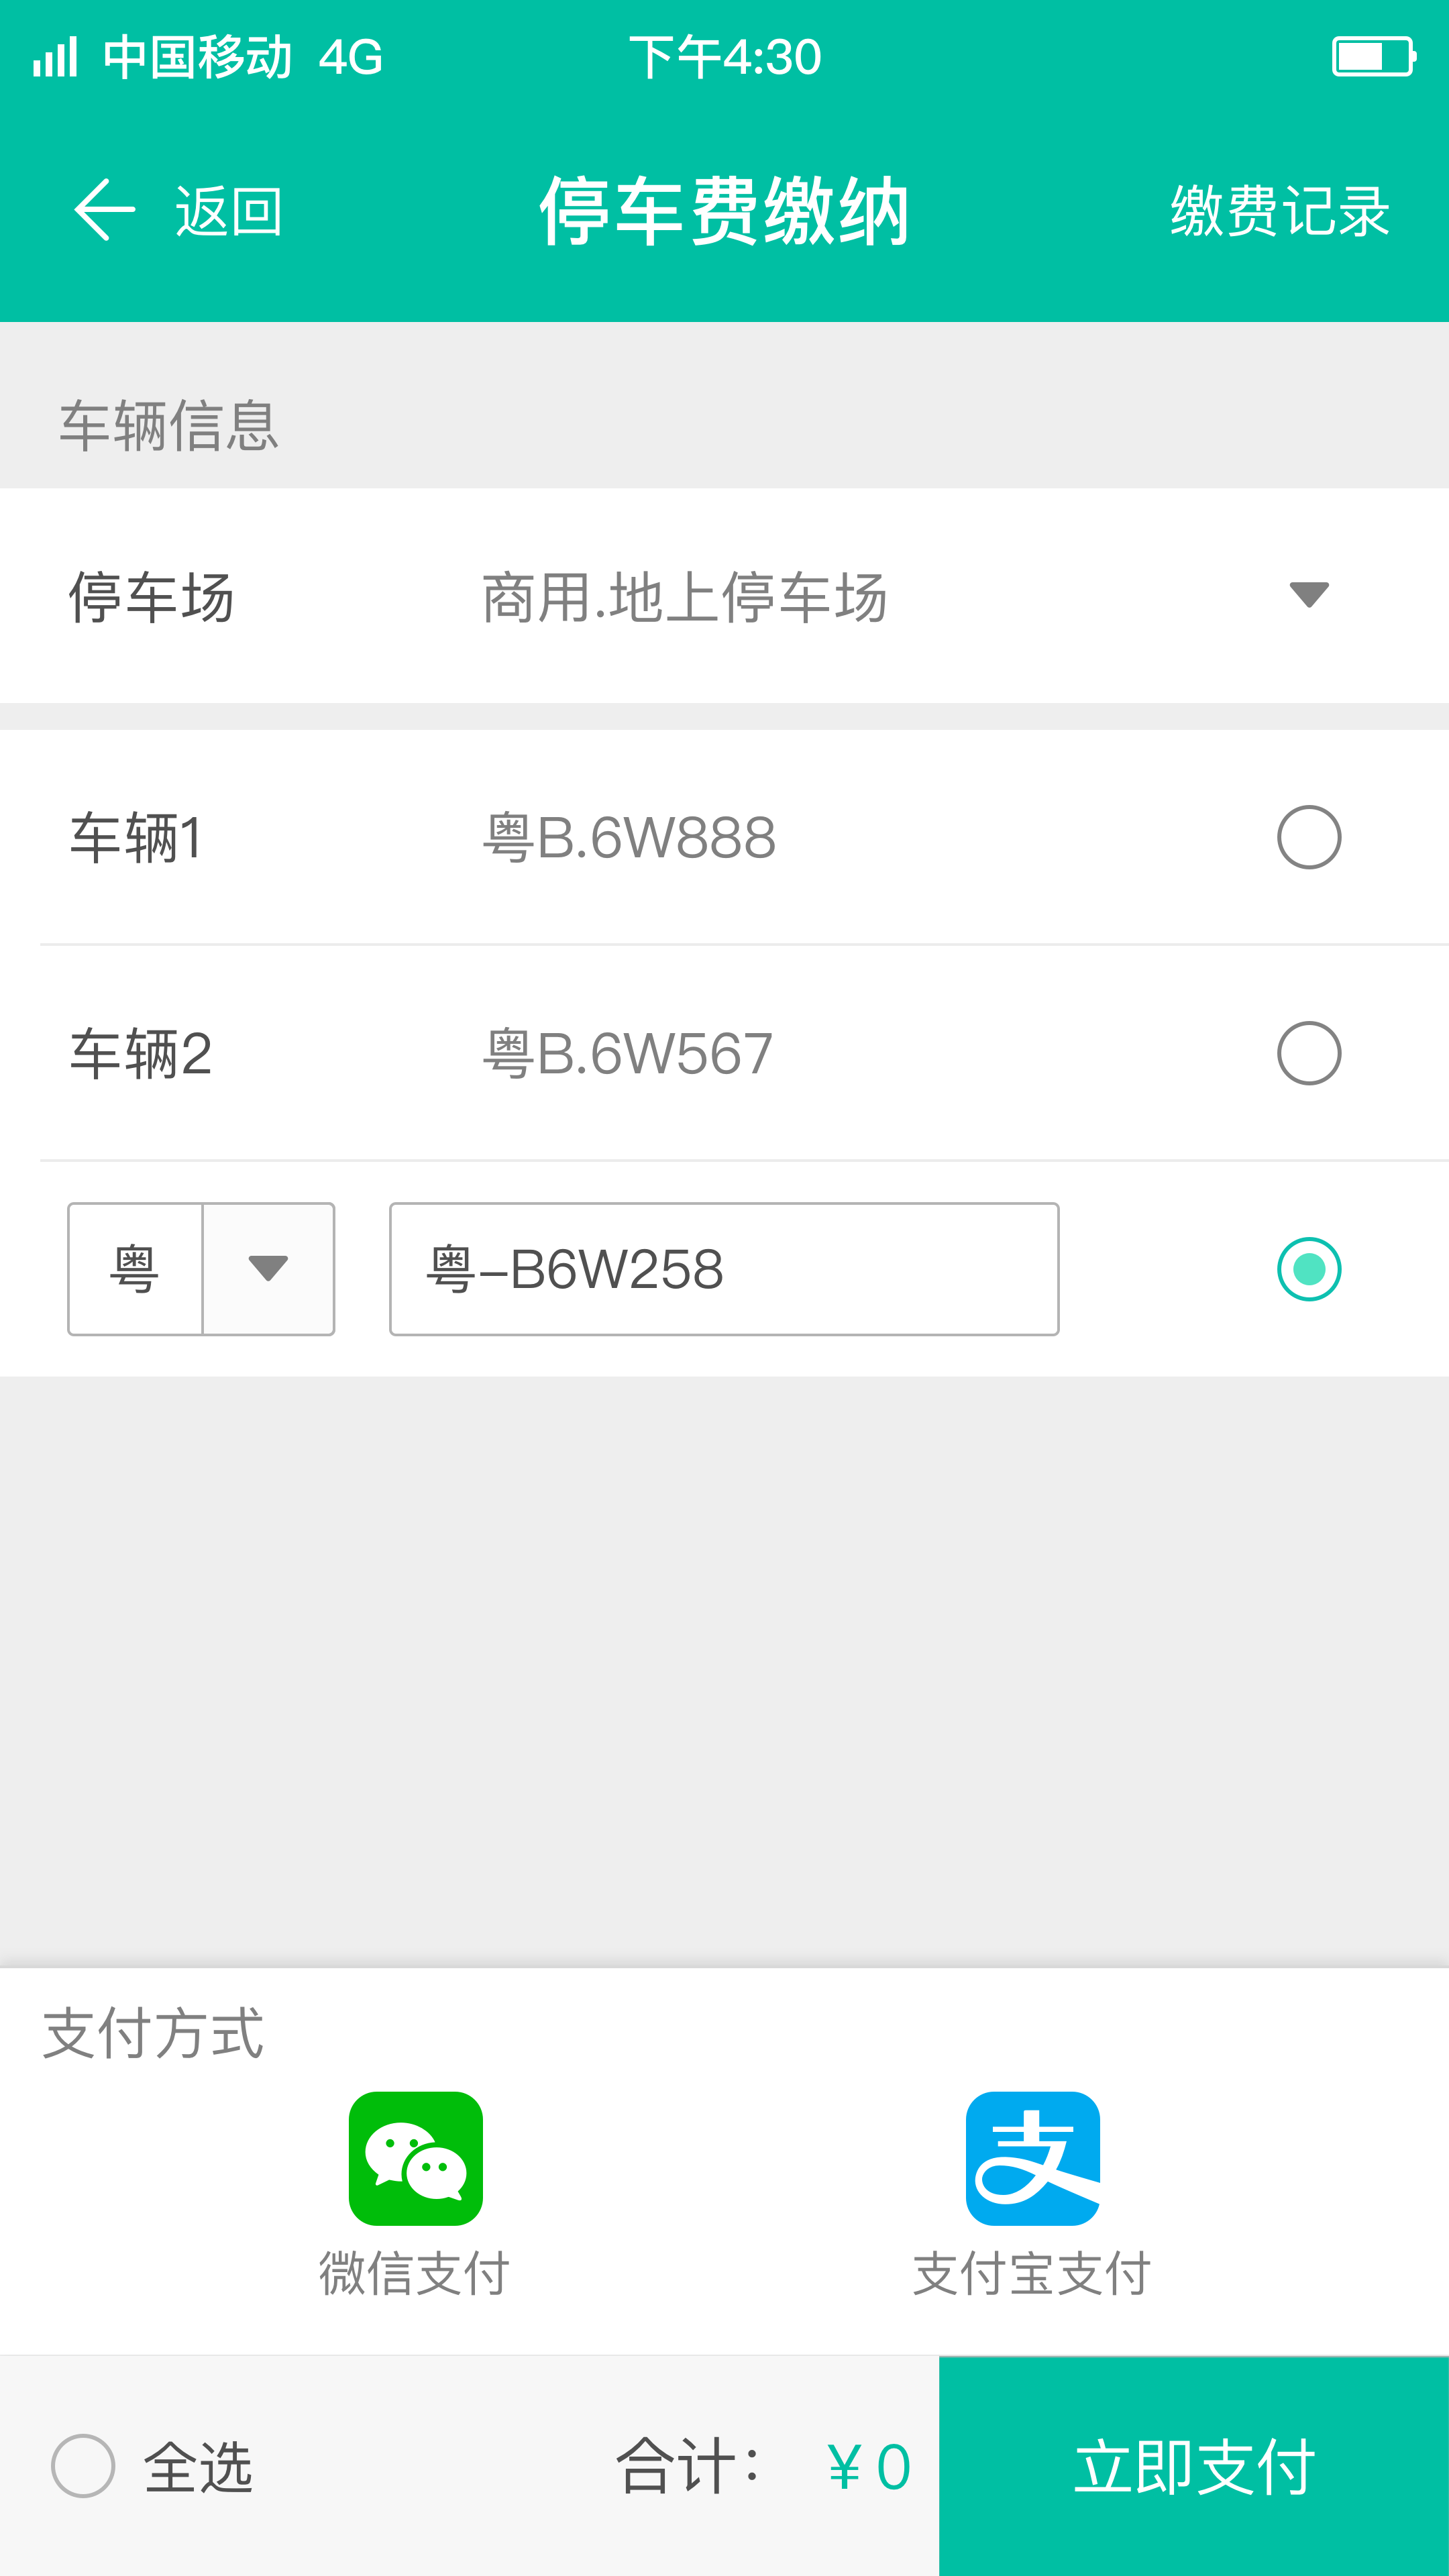 中国移动 4G 下午4:30
返回 停车费缴纳 缴费记录
车辆信息
停车场 商用.地上停车场
车辆1 粤B.6W888
车辆2 粤B.6W567
粤 粤-B6W258
支付方式
支
微信支付 支付宝支付
全选 合计: ¥ 0 立即支付